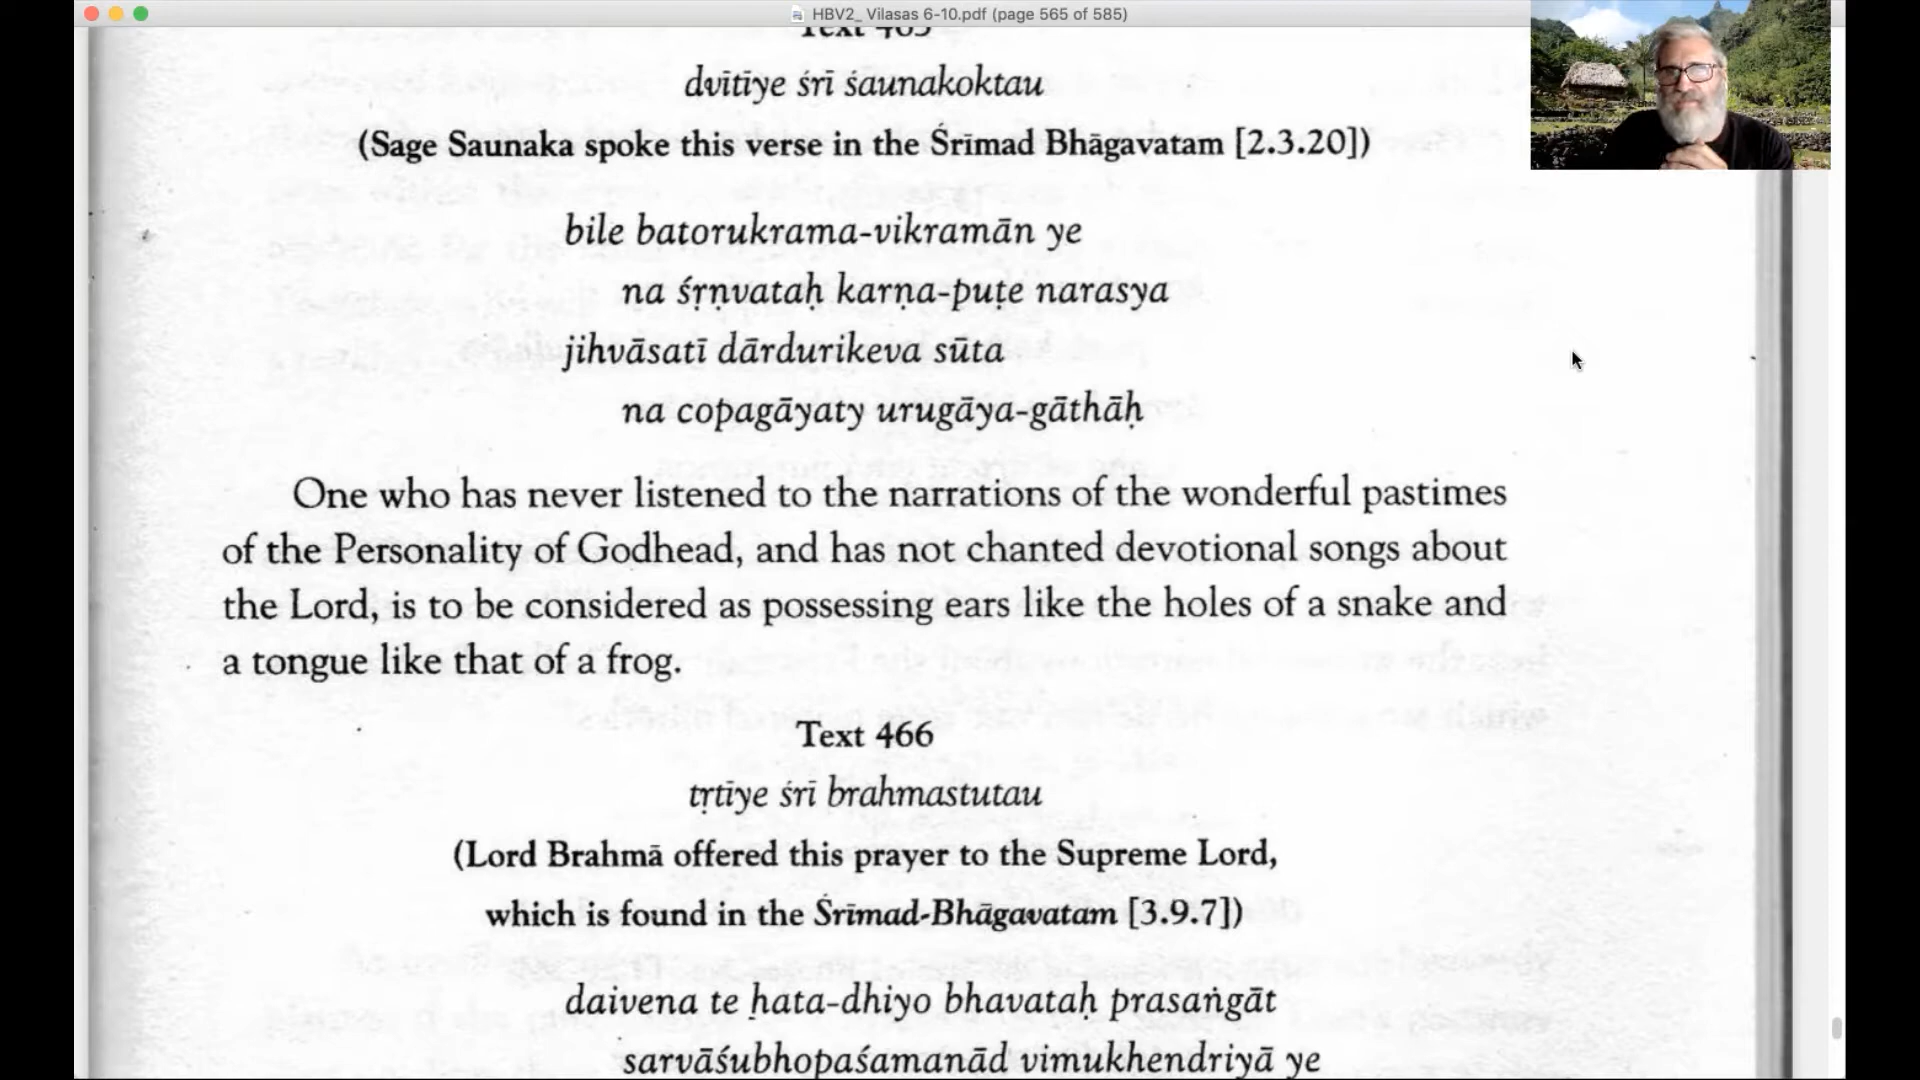 HBV2_ Vilasas 6-10.pdf (page 565 of 585)
Text 465
dvitīye śrī śaunakoktau
(Sage Saunaka spoke this verse in the Śrīmad Bhāgavatam [2.3.20])
bile batorukrama-vikramān ye
na śṛṇvataḥ karṇa-puṭe narasya
jihvāsatī dārdurikeva sūta
na copagāyaty urugāya-gāthāḥ
One who has never listened to the narrations of the wonderful pastimes
of the Personality of Godhead, and has not chanted devotional songs about
the Lord, is to be considered as possessing ears like the holes of a snake and
a tongue like that of a frog.
Text 466
tṛtīye śrī brahmastutau
(Lord Brahmā offered this prayer to the Supreme Lord,
which is found in the Śrīmad-Bhāgavatam [3.9.7])
daivena te ḥata-dhiyo bhavataḥ prasaṅgāt
sarvāśubhopaśamanād vimukhendriyā ye